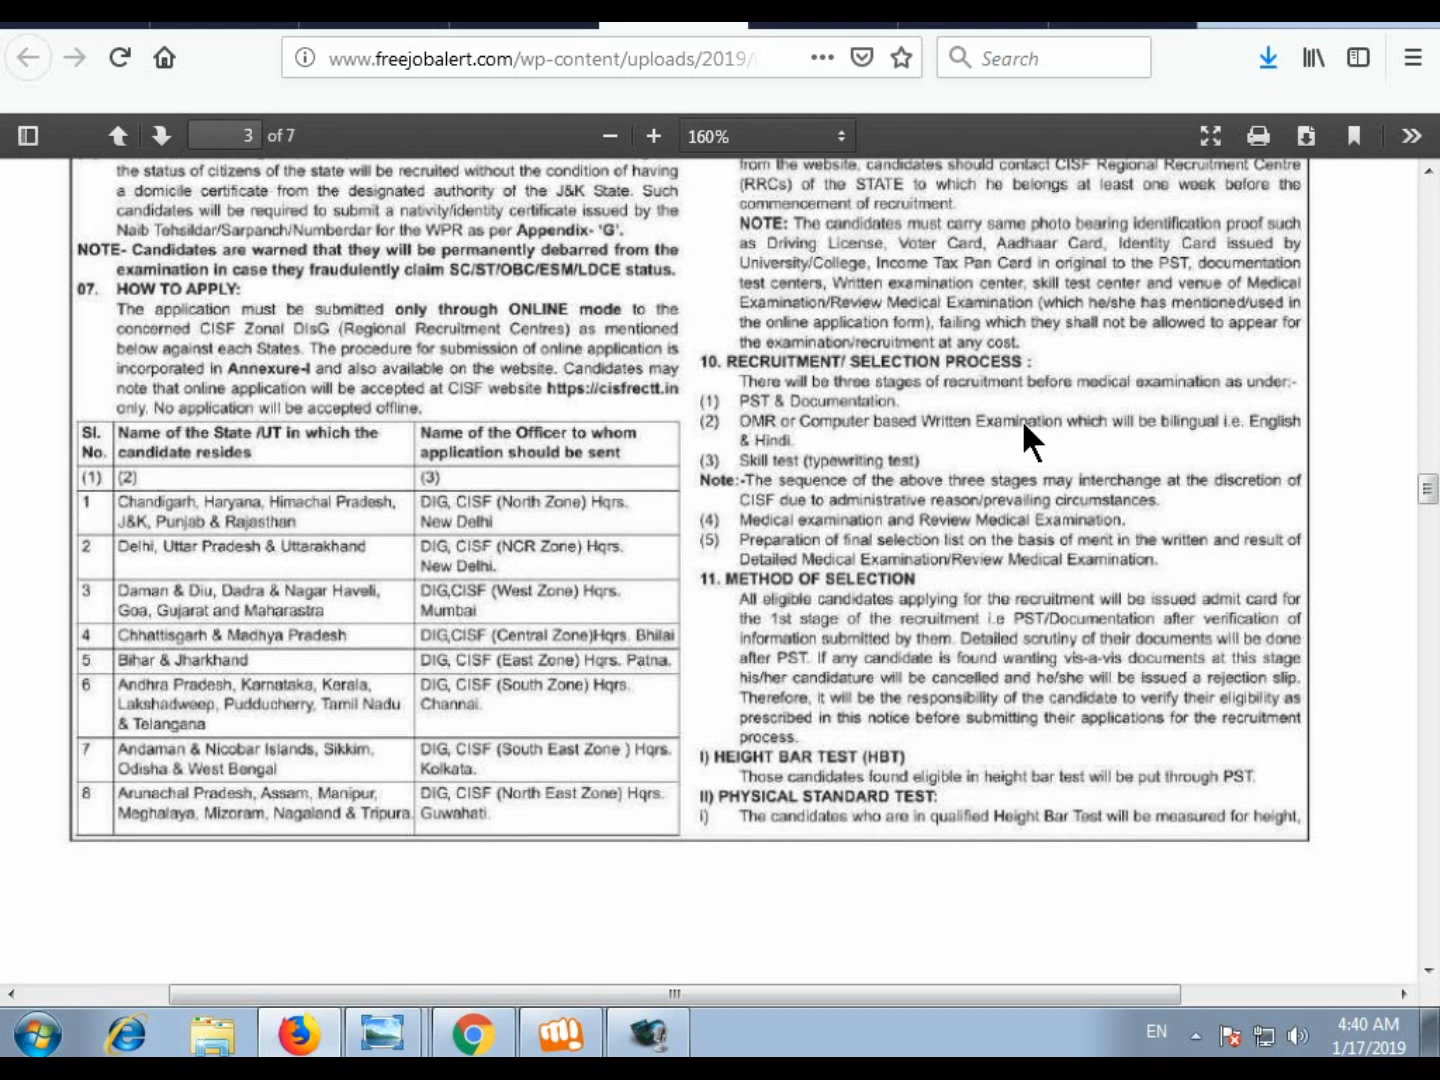 www.freejobalert.com/wp-content/uploads/2019/
Search
3 of 7
160%
the status of citizens of the state will be recruited without the condition of having
a domicile certificate from the designated authority of the J&K State. Such
candidates will be required to submit a nativity/identity certificate issued by the
Naib Tehsildar/Sarpanch/Numberdar for the WPR as per Appendix- 'G'.
NOTE- Candidates are warned that they will be permanently debarred from the
examination in case they fraudulently claim SC/ST/OBC/ESM/LDCE status.
07. HOW TO APPLY:
The application must be submitted only through ONLINE mode to the
concerned CISF Zonal DIsG (Regional Recruitment Centres) as mentioned
below against each States. The procedure for submission of online application is
incorporated in Annexure-I and also available on the website. Candidates may
note that online application will be accepted at CISF website https://cisfrectt.in
only. No application will be accepted offline.
Sl. No. Name of the State /UT in which the candidate resides Name of the Officer to whom application should be sent
(1) (2) (3)
1 Chandigarh, Haryana, Himachal Pradesh, DIG, CISF (North Zone) Hqrs.
J&K, Punjab & Rajasthan New Delhi
2 Delhi, Uttar Pradesh & Uttarakhand DIG, CISF (NCR Zone) Hqrs.
New Delhi.
3 Daman & Diu, Dadra & Nagar Haveli, DIG,CISF (West Zone) Hqrs.
Goa, Gujarat and Maharastra Mumbai
4 Chhattisgarh & Madhya Pradesh DIG,CISF (Central Zone)Hqrs. Bhilai
5 Bihar & Jharkhand DIG, CISF (East Zone) Hqrs. Patna.
6 Andhra Pradesh, Karnataka, Kerala, DIG, CISF (South Zone) Hqrs.
Lakshadweep, Pudducherry, Tamil Nadu Channai.
& Telangana
7 Andaman & Nicobar Islands, Sikkim, DIG, CISF (South East Zone ) Hqrs.
Odisha & West Bengal Kolkata.
8 Arunachal Pradesh, Assam, Manipur, DIG, CISF (North East Zone) Hqrs.
Meghalaya, Mizoram, Nagaland & Tripura. Guwahati.
from the website, candidates should contact CISF Regional Recruitment Centre
(RRCs) of the STATE to which he belongs at least one week before the
commencement of recruitment.
NOTE: The candidates must carry same photo bearing identification proof such
as Driving License, Voter Card, Aadhaar Card, Identity Card issued by
University/College, Income Tax Pan Card in original to the PST, documentation
test centers, Written examination center, skill test center and venue of Medical
Examination/Review Medical Examination (which he/she has mentioned/used in
the online application form), failing which they shall not be allowed to appear for
the examination/recruitment at any cost.
10. RECRUITMENT/ SELECTION PROCESS :
There will be three stages of recruitment before medical examination as under:-
(1) PST & Documentation.
(2) OMR or Computer based Written Examination which will be bilingual i.e. English
& Hindi.
(3) Skill test (typewriting test)
Note:-The sequence of the above three stages may interchange at the discretion of
CISF due to administrative reason/prevailing circumstances.
(4) Medical examination and Review Medical Examination.
(5) Preparation of final selection list on the basis of merit in the written and result of
Detailed Medical Examination/Review Medical Examination.
11. METHOD OF SELECTION
All eligible candidates applying for the recruitment will be issued admit card for
the 1st stage of the recruitment i.e PST/Documentation after verification of
information submitted by them. Detailed scrutiny of their documents will be done
after PST. If any candidate is found wanting vis-a-vis documents at this stage
his/her candidature will be cancelled and he/she will be issued a rejection slip.
Therefore, it will be the responsibility of the candidate to verify their eligibility as
prescribed in this notice before submitting their applications for the recruitment
process.
I) HEIGHT BAR TEST (HBT)
Those candidates found eligible in height bar test will be put through PST.
II) PHYSICAL STANDARD TEST:
i) The candidates who are in qualified Height Bar Test will be measured for height,
EN
4:40 AM
1/17/2019